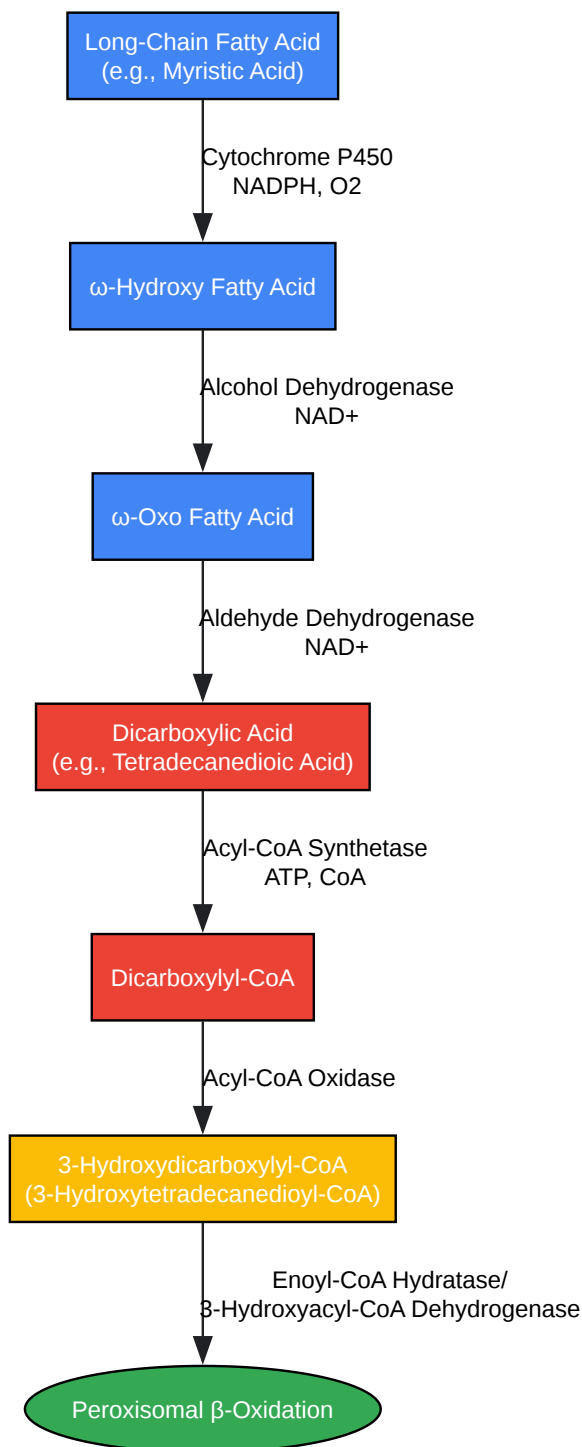 Long-Chain Fatty Acid
(e.g., Myristic Acid)
Cytochrome P450
NADPH, O2
ω-Hydroxy Fatty Acid
Alcohol Dehydrogenase
NAD+
ω-Oxo Fatty Acid
Aldehyde Dehydrogenase
NAD+
Dicarboxylic Acid
(e.g., Tetradecanedioic Acid)
Acyl-CoA Synthetase
ATP, CoA
Dicarboxylyl-CoA
Acyl-CoA Oxidase
3-Hydroxydicarboxylyl-CoA
(3-Hydroxytetradecanedioyl-CoA)
Enoyl-CoA Hydratase/
3-Hydroxyacyl-CoA Dehydrogenase
Peroxisomal β-Oxidation